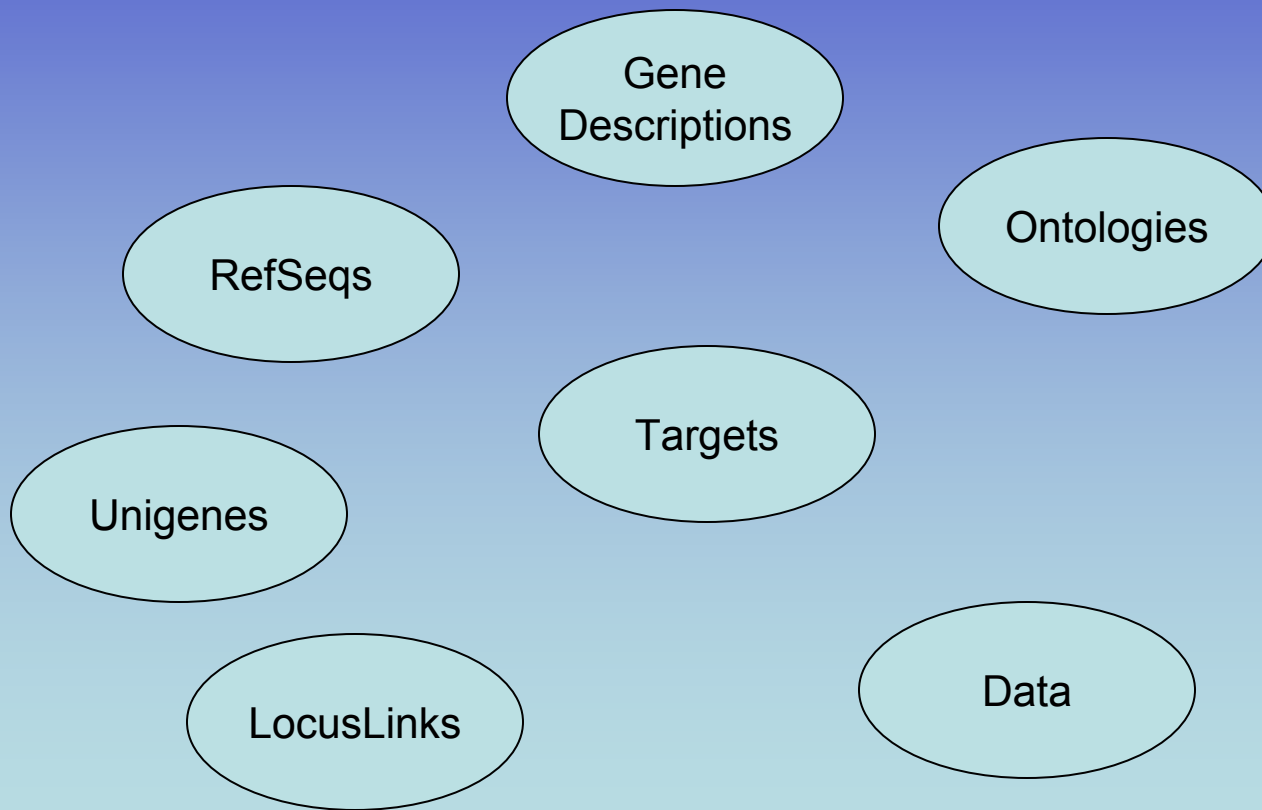 Gene
Descriptions
Ontologies
RefSeqs
Targets
Unigenes
Data
LocusLinks